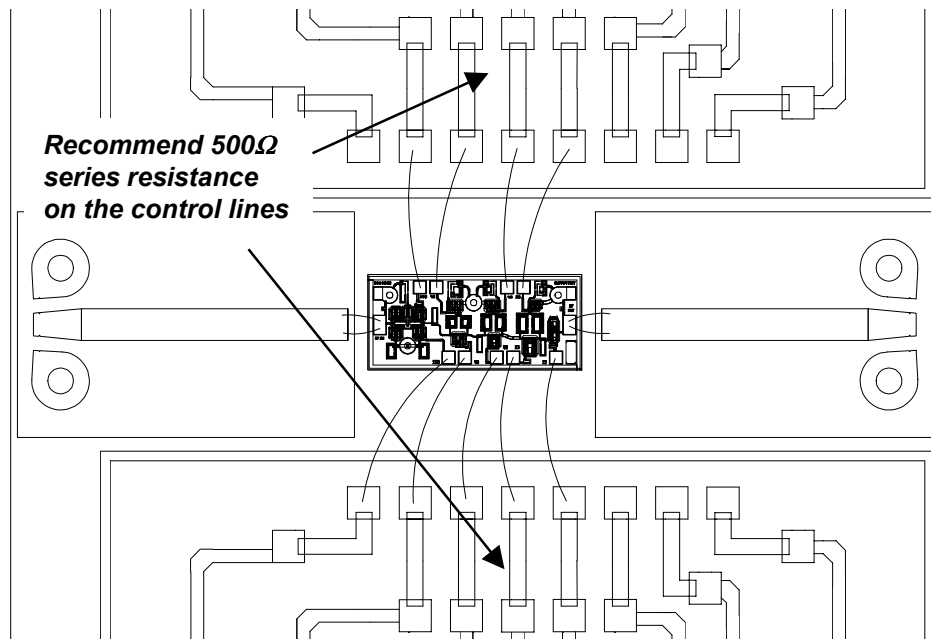 Recommend 500Ω
series resistance
on the control lines